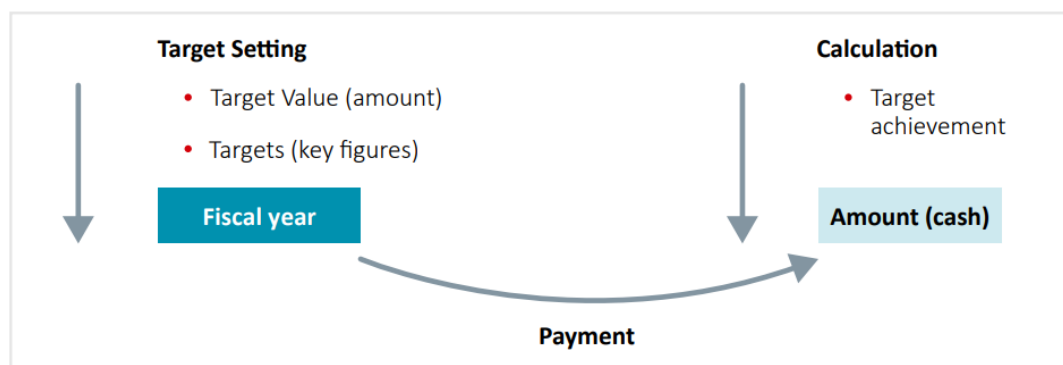 Target Setting
• Target Value (amount)
• Targets (key figures)
Fiscal year
Calculation
• Target
achievement
Amount (cash)
Payment